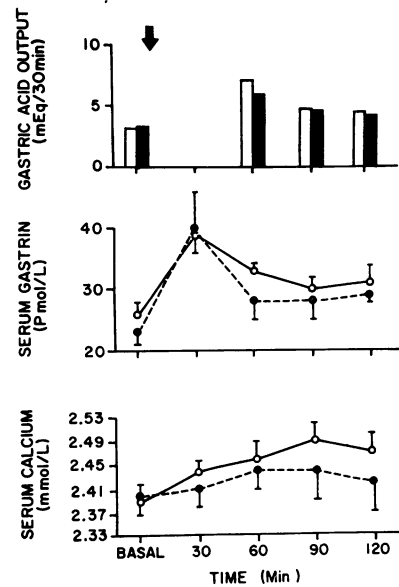 GASTRIC ACID OUTPUT
(mEq/30min)
10
5
0
SERUM GASTRIN
(Pmol/L)
40
30
20
SERUM CALCIUM
(mmol/L)
2.53
2.49
2.45
2.41
2.37
2.33
BASAL 30 60 90 120
TIME (Min)